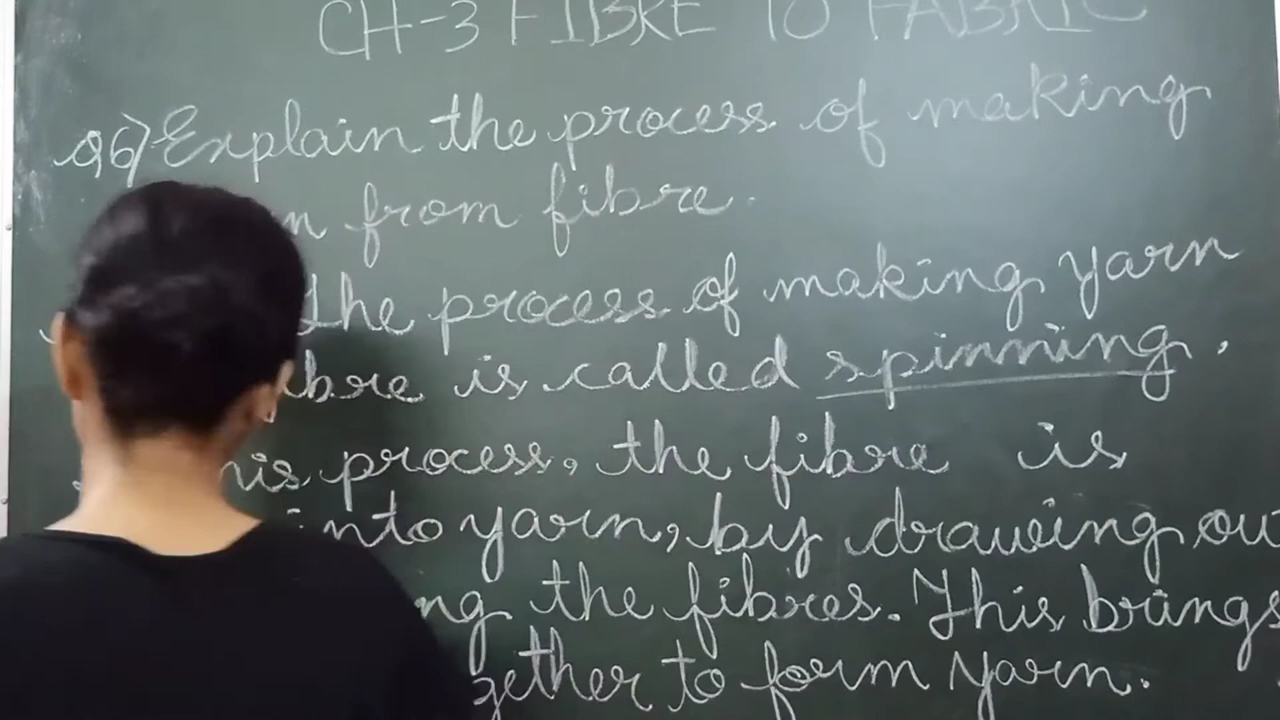 CH-3 FIBRE TO FABRIC
Q6) Explain the process of making
n from fibre.
The process of making yarn
bre is called spinning.
is process, the fibre is
into yarn, by drawing ou
ng the fibres. This brings
gether to form yarn.